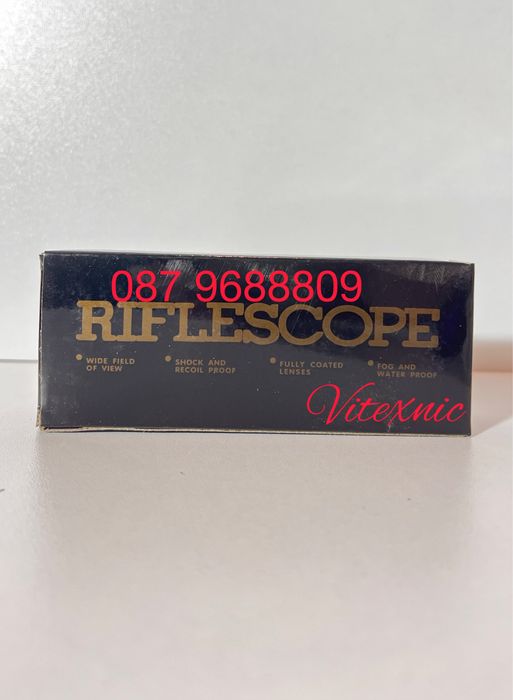 087 9688809
RIFLESCOPE
• WIDE FIELD
OF VIEW
• SHOCK AND
RECOIL PROOF
• FULLY COATED
LENSES
• FOG AND
WATER PROOF
Vitexnic